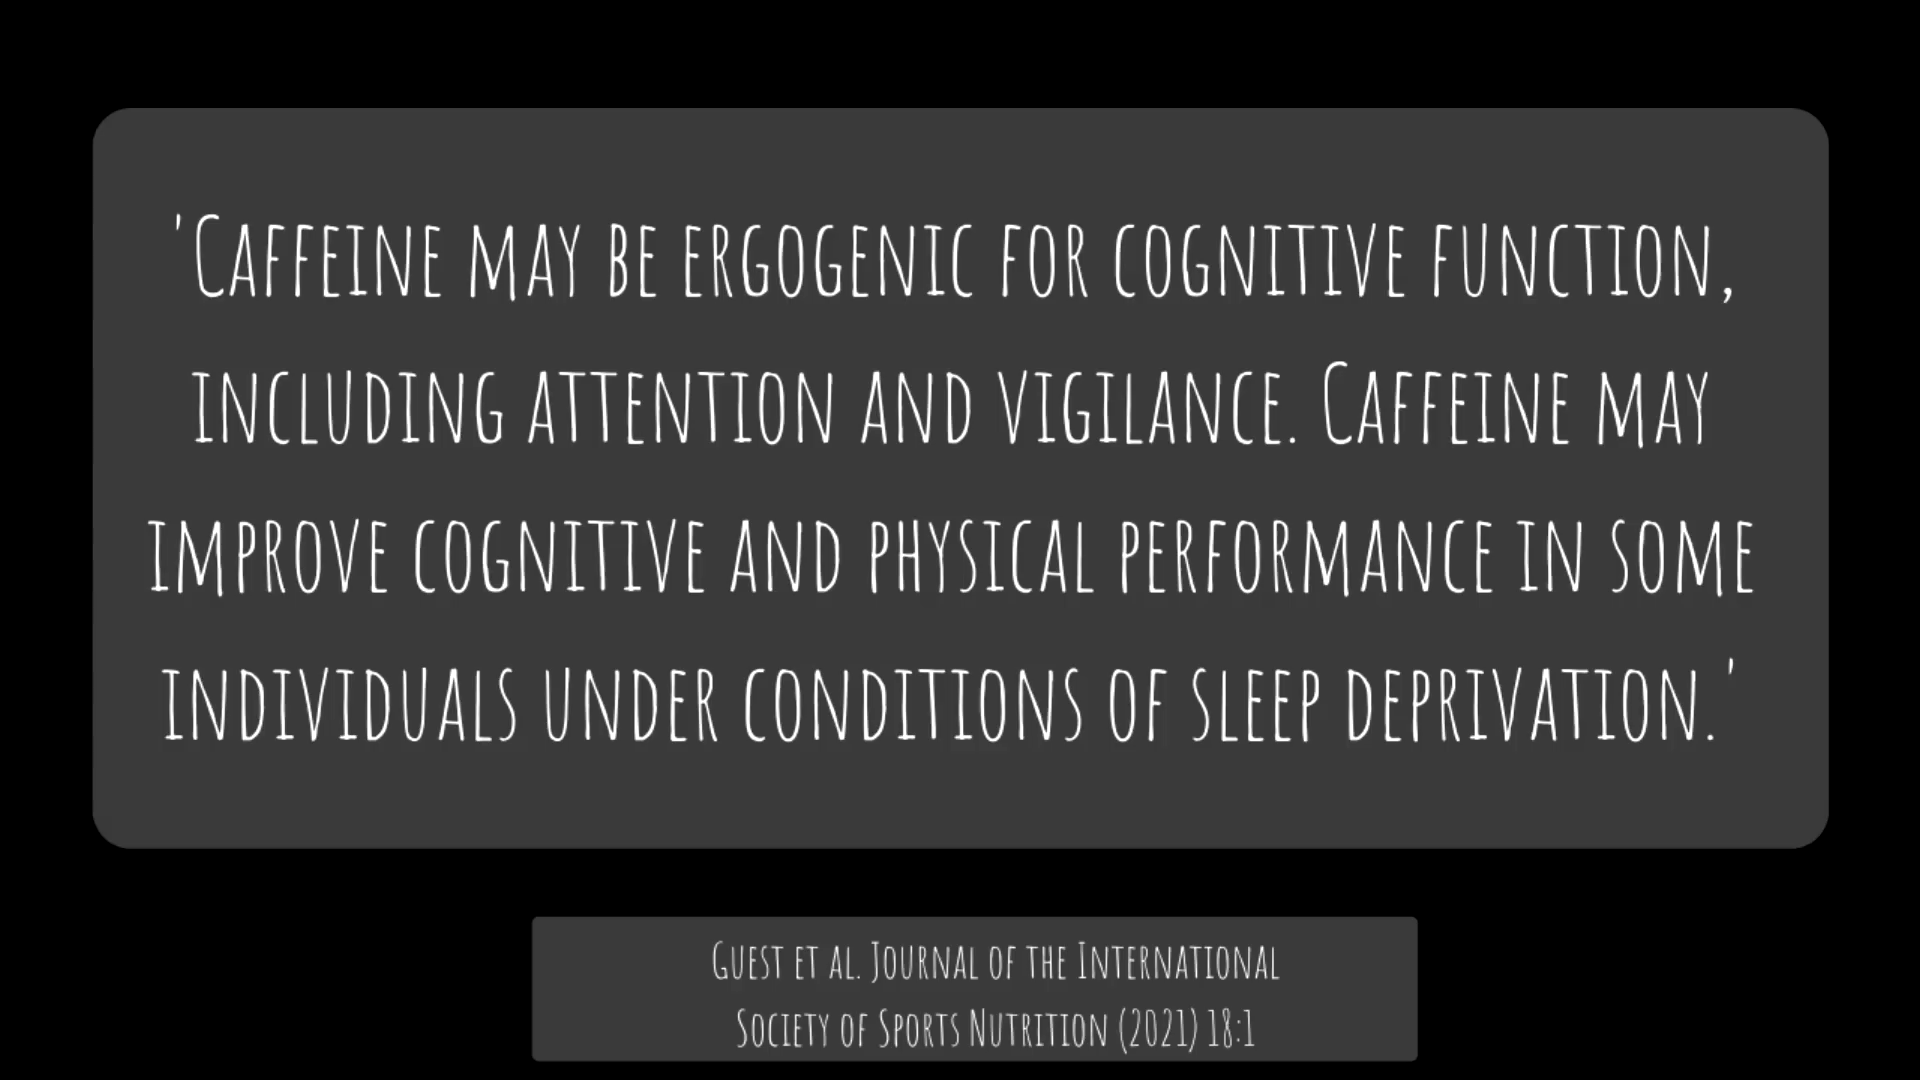 'Caffeine may be ergogenic for cognitive function,
including attention and vigilance. Caffeine may
improve cognitive and physical performance in some
individuals under conditions of sleep deprivation.'
Guest et al. Journal of the International
Society of Sports Nutrition (2021) 18:1